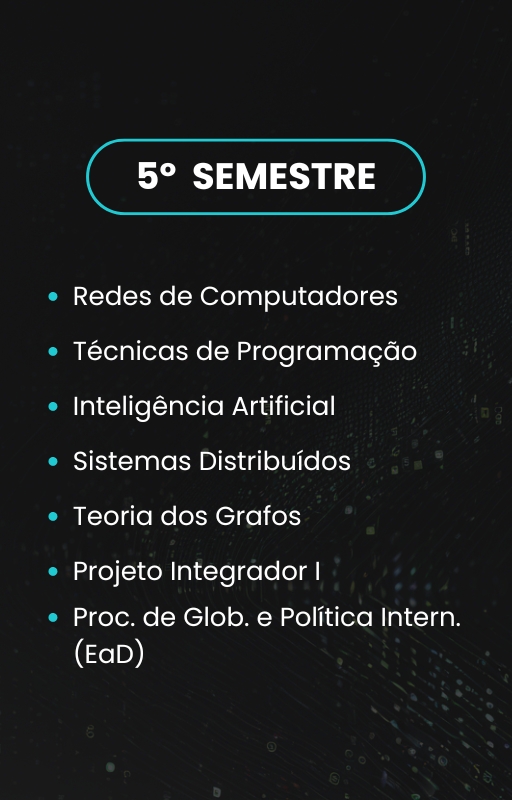 5º SEMESTRE
Redes de Computadores
Técnicas de Programação
Inteligência Artificial
Sistemas Distribuídos
Teoria dos Grafos
Projeto Integrador I
Proc. de Glob. e Política Intern.
(EaD)